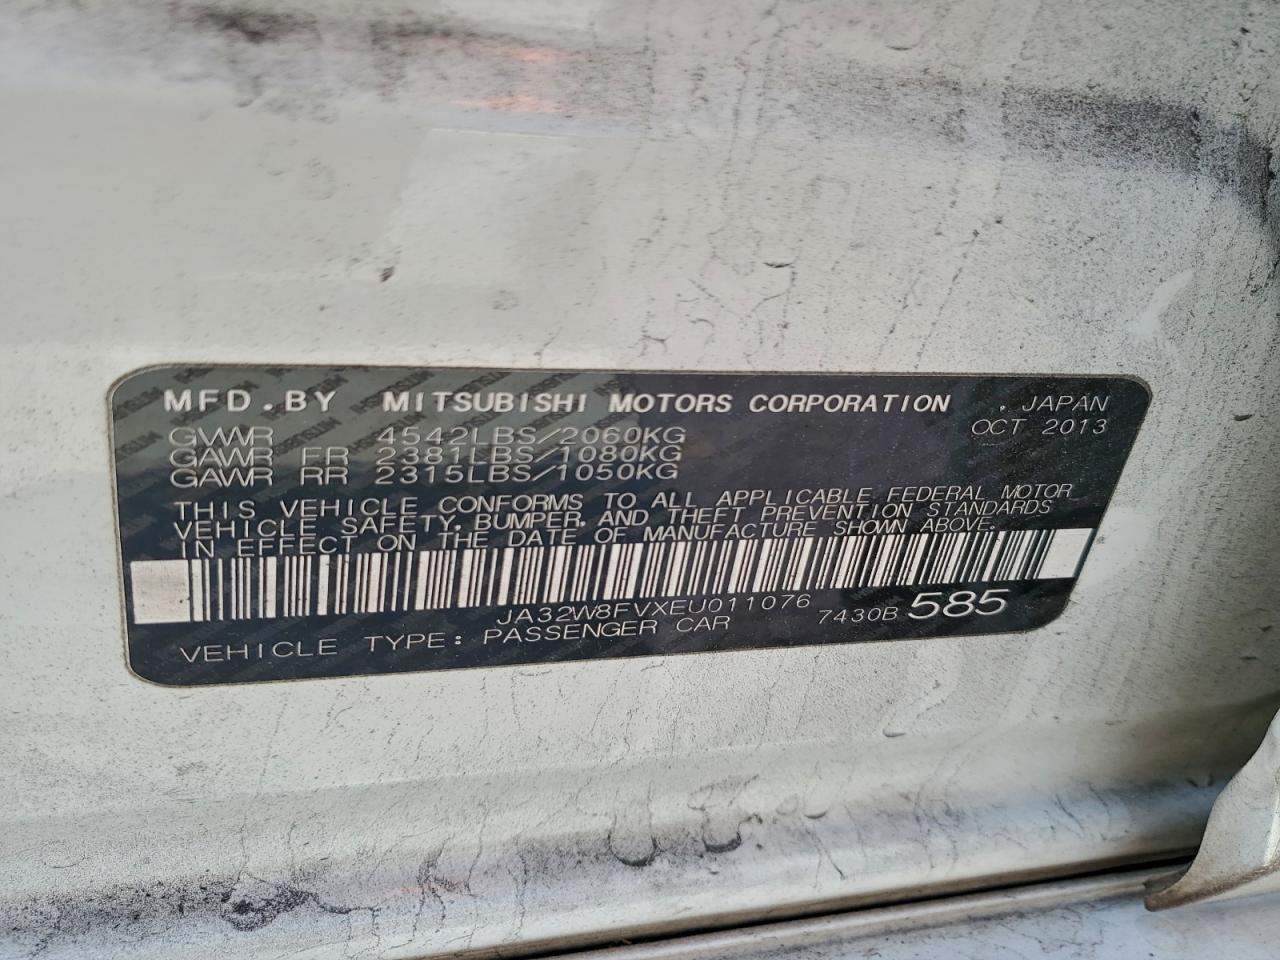 MFD.BY MITSUBISHI MOTORS CORPORATION . JAPAN
OCT 2013
GVWR 4542LBS/2060KG
GAWR FR 2381LBS/1080KG
GAWR RR 2315LBS/1050KG
THIS VEHICLE CONFORMS TO ALL APPLICABLE FEDERAL MOTOR
VEHICLE SAFETY, BUMPER, AND THEFT PREVENTION STANDARDS
IN EFFECT ON THE DATE OF MANUFACTURE SHOWN ABOVE.
JA32W8FVXEU011076 7430B 585
VEHICLE TYPE: PASSENGER CAR